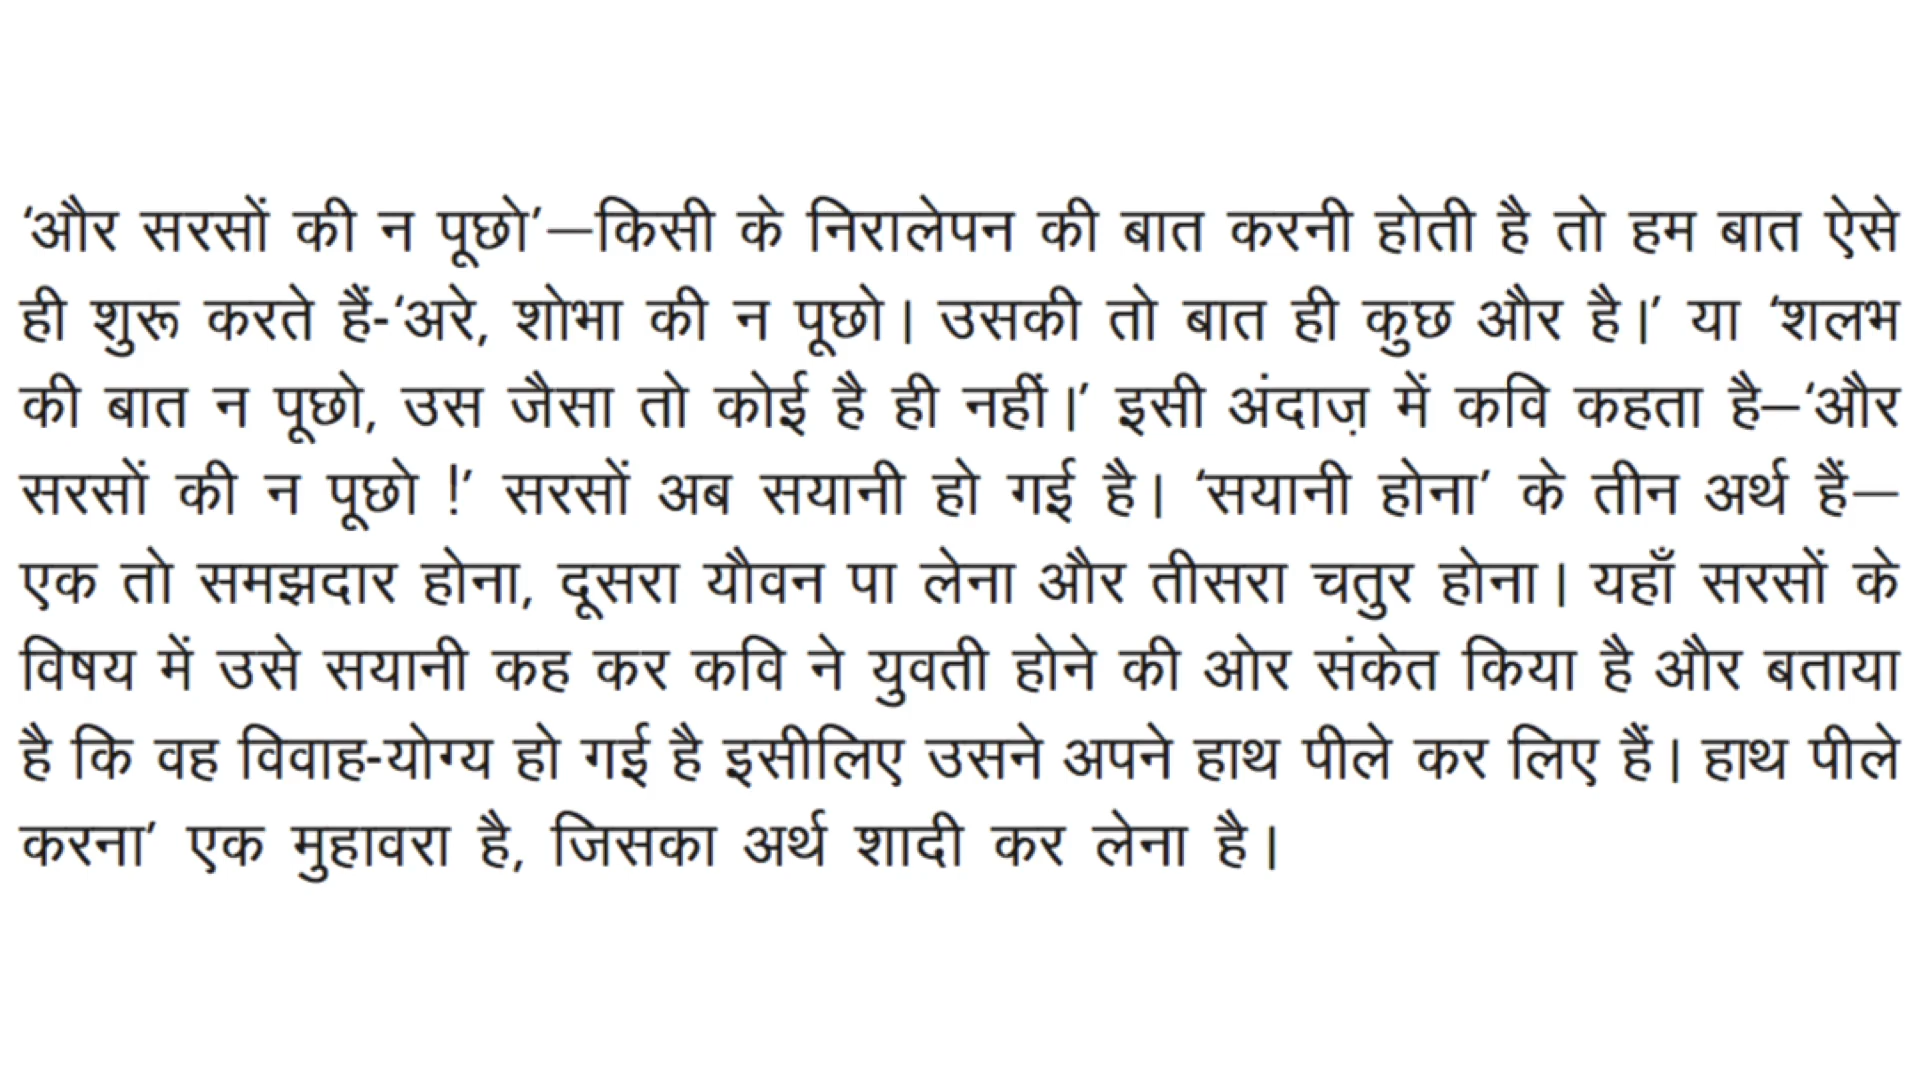 ‘और सरसों की न पूछो’—किसी के निरालेपन की बात करनी होती है तो हम बात ऐसे
ही शुरू करते हैं-‘अरे, शोभा की न पूछो। उसकी तो बात ही कुछ और है।’ या ‘शलभ
की बात न पूछो, उस जैसा तो कोई है ही नहीं।’ इसी अंदाज़ में कवि कहता है—‘और
सरसों की न पूछो !’ सरसों अब सयानी हो गई है। ‘सयानी होना’ के तीन अर्थ हैं—
एक तो समझदार होना, दूसरा यौवन पा लेना और तीसरा चतुर होना। यहाँ सरसों के
विषय में उसे सयानी कह कर कवि ने युवती होने की ओर संकेत किया है और बताया
है कि वह विवाह-योग्य हो गई है इसीलिए उसने अपने हाथ पीले कर लिए हैं। हाथ पीले
करना’ एक मुहावरा है, जिसका अर्थ शादी कर लेना है।